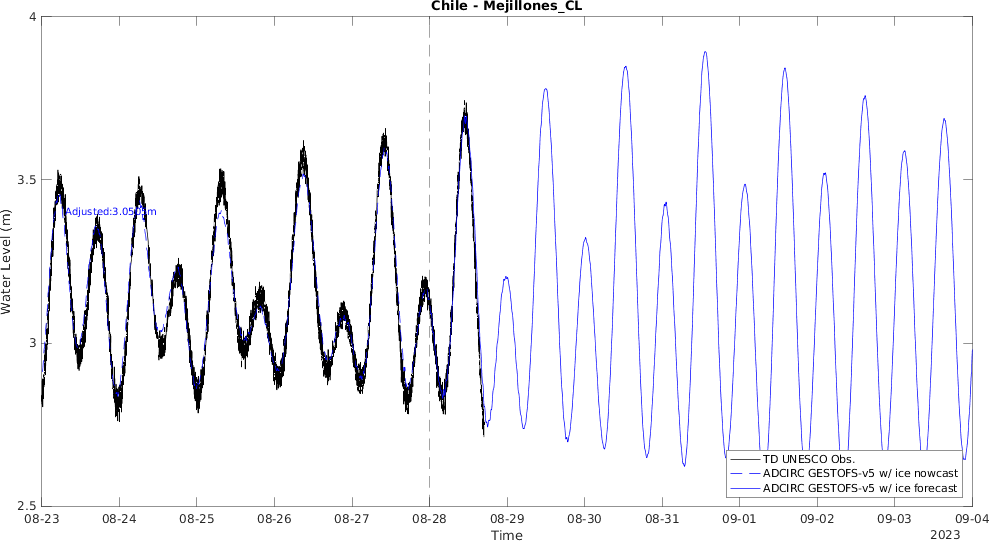 Chile - Mejillones_CL
4
3.5
3
2.5
Water Level (m)
Adjusted:3.0505m
08-23 08-24 08-25 08-26 08-27 08-28 08-29 08-30 08-31 09-01 09-02 09-03 09-04
Time
2023
TD UNESCO Obs.
ADCIRC GESTOFS-v5 w/ ice nowcast
ADCIRC GESTOFS-v5 w/ ice forecast